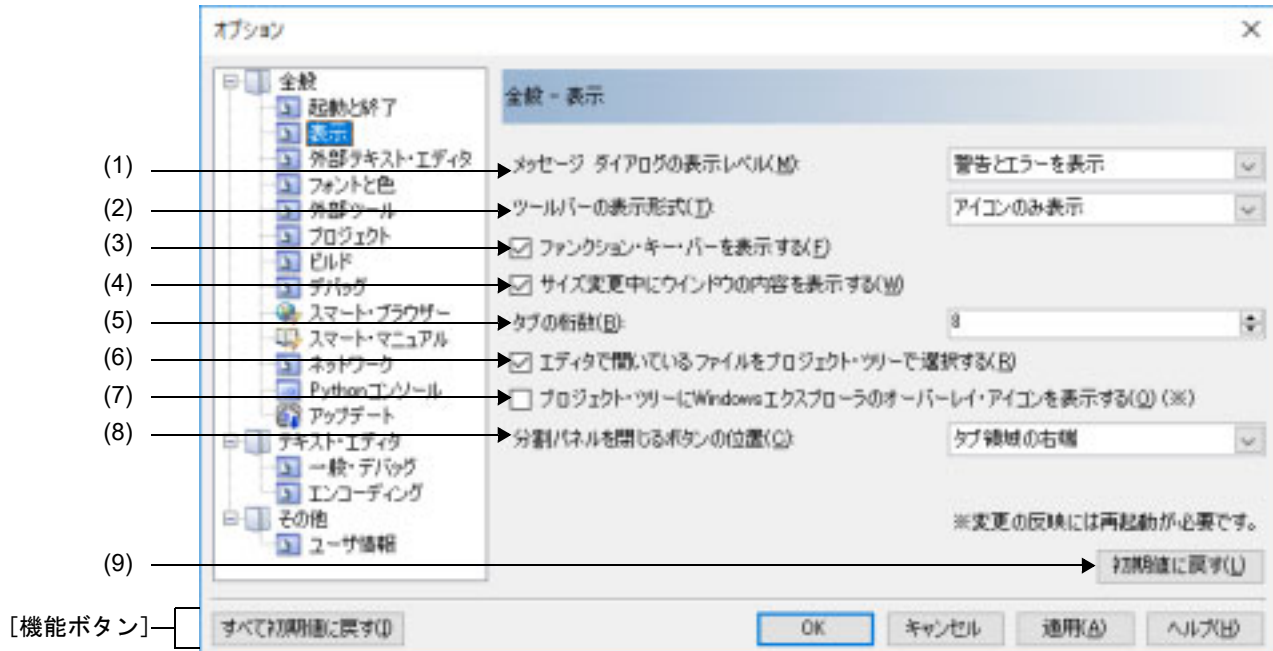 オプション
全般
起動と終了
表示
外部テキスト・エディタ
フォントと色
外部ツール
プロジェクト
ビルド
デバッグ
スマート・ブラウザー
スマート・マニュアル
ネットワーク
Pythonコンソール
アップデート
テキスト・エディタ
一般・デバッグ
エンコーディング
その他
ユーザ情報
全般 - 表示
(1) メッセージ ダイアログの表示レベル(M): 警告とエラーを表示
(2) ツールバーの表示形式(T): アイコンのみ表示
(3) ファンクション・キー・バーを表示する(F)
(4) サイズ変更中にウインドウの内容を表示する(W)
(5) タブの桁数(B): 8
(6) エディタで開いているファイルをプロジェクト・ツリーで選択する(R)
(7) プロジェクト・ツリーにWindowsエクスプローラのオーバーレイ・アイコンを表示する(O) (※)
(8) 分割パネルを閉じるボタンの位置(C): タブ領域の右端
※変更の反映には再起動が必要です。
(9) 初期値に戻す(L)
[機能ボタン] すべて初期値に戻す(I) OK キャンセル 適用(A) ヘルプ(H)